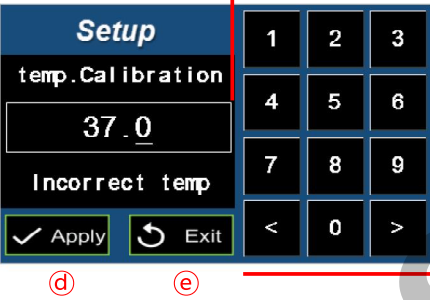 Setup
temp.Calibration
37.0
Incorrect temp
Apply
Exit
1 2 3
4 5 6
7 8 9
< 0 >
ⓓ
ⓔ